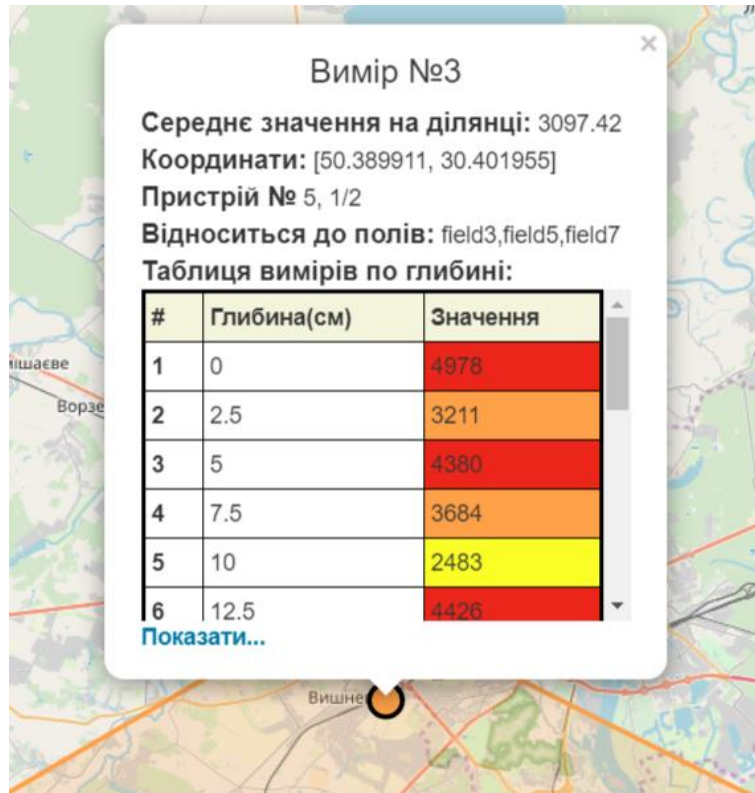 ×
Вимір №3
Середнє значення на ділянці: 3097.42
Координати: [50.389911, 30.401955]
Пристрій № 5, 1/2
Відноситься до полів: field3,field5,field7
Таблиця вимірів по глибині:
# Глибина(см) Значення
1 0 4978
2 2.5 3211
3 5 4380
4 7.5 3684
5 10 2483
6 12.5 4426
Показати...
ішаєве
Ворзе
Вишне